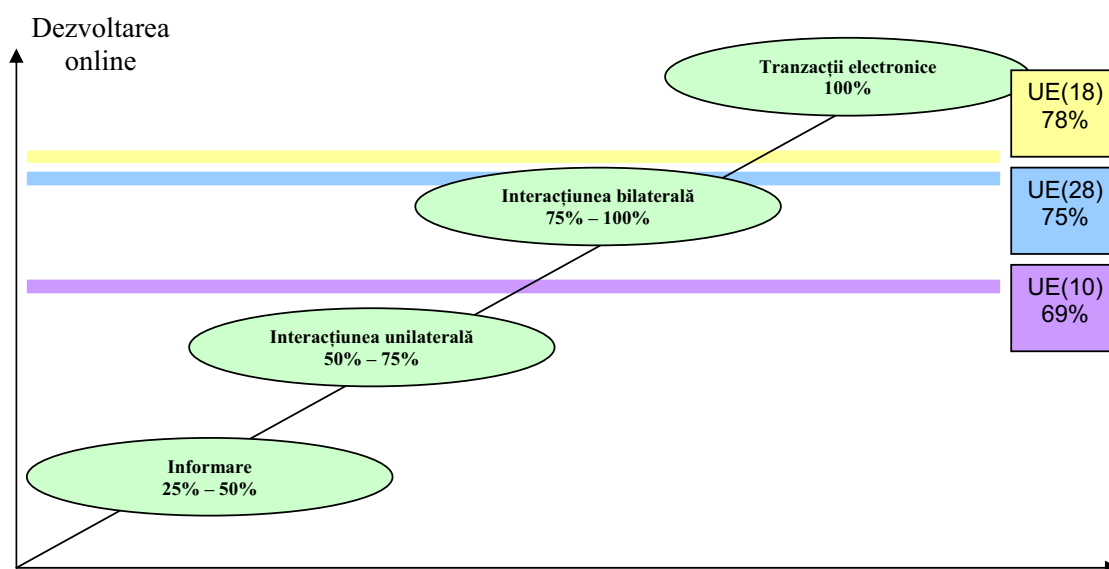 Dezvoltarea
online
Tranzacții electronice
100%
UE(18)
78%
Interacțiunea bilaterală
75% – 100%
UE(28)
75%
UE(10)
69%
Interacțiunea unilaterală
50% – 75%
Informare
25% – 50%